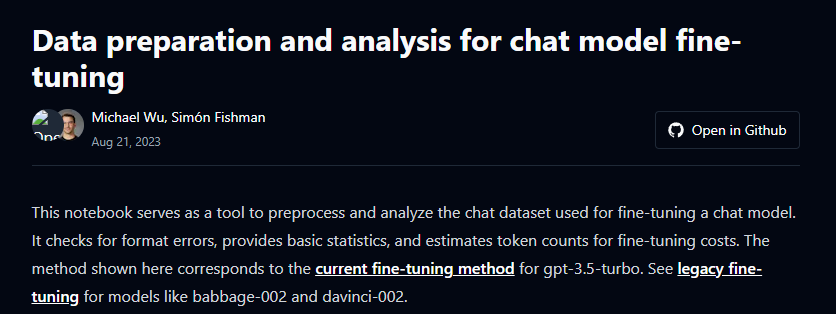 Data preparation and analysis for chat model fine-
tuning
Ope
Michael Wu, Simón Fishman
Aug 21, 2023
Open in Github
This notebook serves as a tool to preprocess and analyze the chat dataset used for fine-tuning a chat model.
It checks for format errors, provides basic statistics, and estimates token counts for fine-tuning costs. The
method shown here corresponds to the current fine-tuning method for gpt-3.5-turbo. See legacy fine-
tuning for models like babbage-002 and davinci-002.